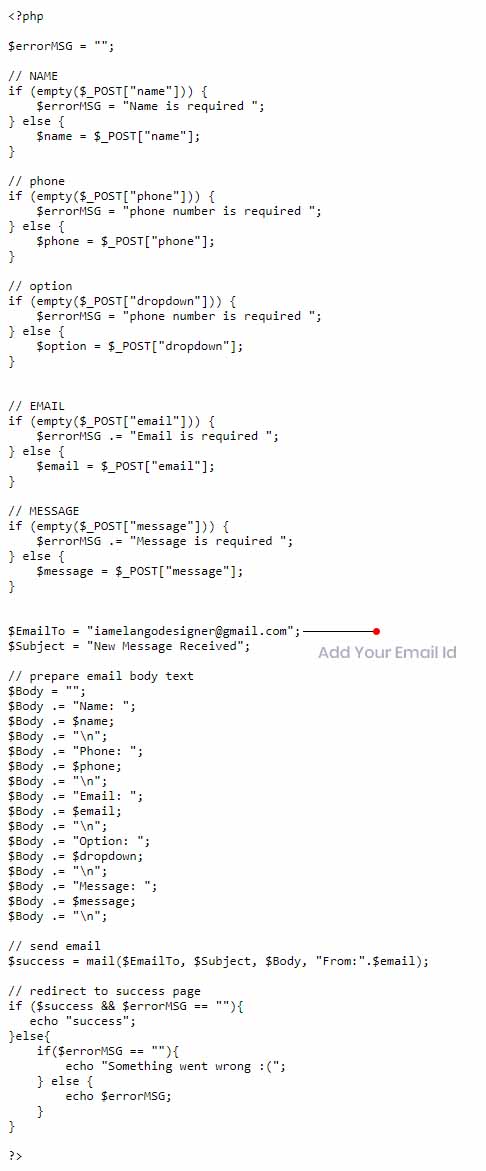 <?php
$errorMSG = "";
// NAME
if (empty($_POST["name"])) {
$errorMSG = "Name is required ";
} else {
$name = $_POST["name"];
}
// phone
if (empty($_POST["phone"])) {
$errorMSG = "phone number is required ";
} else {
$phone = $_POST["phone"];
}
// option
if (empty($_POST["dropdown"])) {
$errorMSG = "phone number is required ";
} else {
$option = $_POST["dropdown"];
}
// EMAIL
if (empty($_POST["email"])) {
$errorMSG .= "Email is required ";
} else {
$email = $_POST["email"];
}
// MESSAGE
if (empty($_POST["message"])) {
$errorMSG .= "Message is required ";
} else {
$message = $_POST["message"];
}
$EmailTo = "iamelangodesigner@gmail.com";
$Subject = "New Message Received";
Add Your Email Id
// prepare email body text
$Body = "";
$Body .= "Name: ";
$Body .= $name;
$Body .= "\n";
$Body .= "Phone: ";
$Body .= $phone;
$Body .= "\n";
$Body .= "Email: ";
$Body .= $email;
$Body .= "\n";
$Body .= "Option: ";
$Body .= $dropdown;
$Body .= "\n";
$Body .= "Message: ";
$Body .= $message;
$Body .= "\n";
// send email
$success = mail($EmailTo, $Subject, $Body, "From:".$email);
// redirect to success page
if ($success && $errorMSG == ""){
echo "success";
}else{
if($errorMSG == ""){
echo "Something went wrong :(";
} else {
echo $errorMSG;
}
}
?>